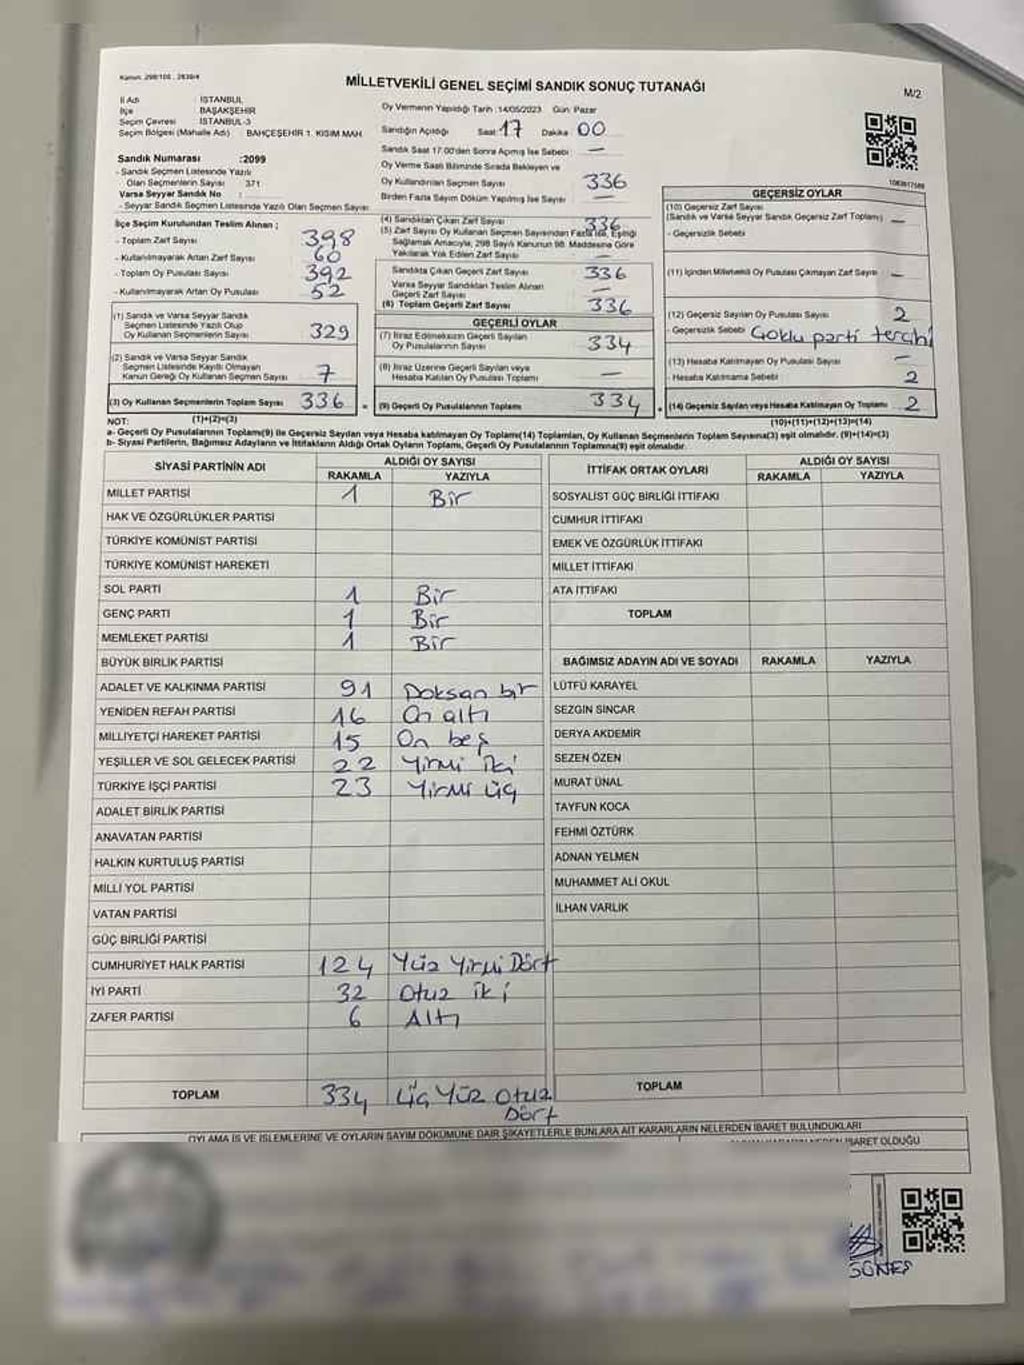 Kanun: 298/105 , 2839/4
MİLLETVEKİLİ GENEL SEÇİMİ SANDIK SONUÇ TUTANAĞI
M/2
İl Adı : İSTANBUL
İlçe : BAŞAKŞEHİR
Seçim Çevresi : İSTANBUL-3
Seçim Bölgesi (Mahalle Adı) : BAHÇEŞEHİR 1. KISIM MAH.
Oy Vermenin Yapıldığı Tarih :14/05/2023 Gün: Pazar
Sandığın Açıldığı Saat: 17 Dakika: 00
Sandık Saat 17:00'den Sonra Açılmış İse Sebebi: —
Oy Verme Saati Bitiminde Sırada Bekleyen ve
Oy Kullandırılan Seçmen Sayısı 336
Birden Fazla Sayım Döküm Yapılmış İse Sayısı —
Sandık Numarası :2099
- Sandık Seçmen Listesinde Yazılı
Olan Seçmenlerin Sayısı : 371
Varsa Seyyar Sandık No :
- Seyyar Sandık Seçmen Listesinde Yazılı Olan Seçmen Sayısı
İlçe Seçim Kurulundan Teslim Alınan ;
- Toplam Zarf Sayısı 398
- Kullanılmayarak Artan Zarf Sayısı 60
- Toplam Oy Pusulası Sayısı 392
- Kullanılmayarak Artan Oy Pusulası 52
(1) Sandık ve Varsa Seyyar Sandık
Seçmen Listesinde Yazılı Olup
Oy Kullanan Seçmenlerin Sayısı 329
(2) Sandık ve Varsa Seyyar Sandık
Seçmen Listesinde Kayıtlı Olmayan
Kanun Gereği Oy Kullanan Seçmen Sayısı 7
(3) Oy Kullanan Seçmenlerin Toplam Sayısı 336
(4) Sandıktan Çıkan Zarf Sayısı 336
(5) Zarf Sayısı Oy Kullanan Seçmen Sayısından Fazla İse, Eşitliği
Sağlamak Amacıyla, 298 Sayılı Kanunun 98. Maddesine Göre
Yakılarak Yok Edilen Zarf Sayısı —
Sandıkta Çıkan Geçerli Zarf Sayısı 336
Varsa Seyyar Sandıktan Teslim Alınan
Geçerli Zarf Sayısı —
(6) Toplam Geçerli Zarf Sayısı 336
GEÇERLİ OYLAR
(7) İtiraz Edilmeksizin Geçerli Sayılan
Oy Pusulalarının Sayısı 334
(8) İtiraz Üzerine Geçerli Sayılan veya
Hesaba Katılan Oy Pusulası Toplamı —
= (9) Geçerli Oy Pusulalarının Toplamı 334
1083617589
GEÇERSİZ OYLAR
(10) Geçersiz Zarf Sayısı
(Sandık ve Varsa Seyyar Sandık Geçersiz Zarf Toplamı) —
- Geçersizlik Sebebi
(11) İçinden Milletvekili Oy Pusulası Çıkmayan Zarf Sayısı —
(12) Geçersiz Sayılan Oy Pusulası Sayısı 2
- Geçersizlik Sebebi Çoklu parti tercihi
(13) Hesaba Katılmayan Oy Pusulası Sayısı —
- Hesaba Katılmama Sebebi 2
+ (14) Geçersiz Sayılan veya Hesaba Katılmayan Oy Toplamı 2
NOT: (1)+(2)=(3) (10)+(11)+(12)+(13)=(14)
a- Geçerli Oy Pusulalarının Toplamı(9) ile Geçersiz Sayılan veya Hesaba katılmayan Oy Toplamı(14) Toplamları, Oy Kullanan Seçmenlerin Toplam Sayısına(3) eşit olmalıdır. (9)+(14)=(3)
b- Siyasi Partilerin, Bağımsız Adayların ve İttifakların Aldığı Ortak Oyların Toplamı, Geçerli Oy Pusulalarının Toplamına(9) eşit olmalıdır.
SİYASİ PARTİNİN ADI ALDIĞI OY SAYISI
RAKAMLA YAZIYLA
MİLLET PARTİSİ 1 Bir
HAK VE ÖZGÜRLÜKLER PARTİSİ
TÜRKİYE KOMÜNİST PARTİSİ
TÜRKİYE KOMÜNİST HAREKETİ
SOL PARTİ 1 Bir
GENÇ PARTİ 1 Bir
MEMLEKET PARTİSİ 1 Bir
BÜYÜK BİRLİK PARTİSİ
ADALET VE KALKINMA PARTİSİ 91 Doksan bir
YENİDEN REFAH PARTİSİ 16 On altı
MİLLİYETÇİ HAREKET PARTİSİ 15 On beş
YEŞİLLER VE SOL GELECEK PARTİSİ 22 Yirmi iki
TÜRKİYE İŞÇİ PARTİSİ 23 Yirmi üç
ADALET BİRLİK PARTİSİ
ANAVATAN PARTİSİ
HALKIN KURTULUŞ PARTİSİ
MİLLİ YOL PARTİSİ
VATAN PARTİSİ
GÜÇ BİRLİĞİ PARTİSİ
CUMHURİYET HALK PARTİSİ 124 Yüz Yirmi Dört
İYİ PARTİ 32 Otuz iki
ZAFER PARTİSİ 6 Altı
TOPLAM 334 Üç Yüz Otuz
Dört
İTTİFAK ORTAK OYLARI ALDIĞI OY SAYISI
RAKAMLA YAZIYLA
SOSYALİST GÜÇ BİRLİĞİ İTTİFAKI
CUMHUR İTTİFAKI
EMEK VE ÖZGÜRLÜK İTTİFAKI
MİLLET İTTİFAKI
ATA İTTİFAKI
TOPLAM
BAĞIMSIZ ADAYIN ADI VE SOYADI RAKAMLA YAZIYLA
LÜTFÜ KARAYEL
SEZGİN SİNCAR
DERYA AKDEMİR
SEZEN ÖZEN
MURAT ÜNAL
TAYFUN KOCA
FEHMİ ÖZTÜRK
ADNAN YELMEN
MUHAMMET ALİ OKUL
İLHAN VARLIK
TOPLAM
OYLAMA İŞ VE İŞLEMLERİNE VE OYLARIN SAYIM DÖKÜMÜNE DAİR ŞİKAYETLERLE BUNLARA AİT KARARLARIN NELERDEN İBARET BULUNDUKLARI
İBARET OLDUĞU